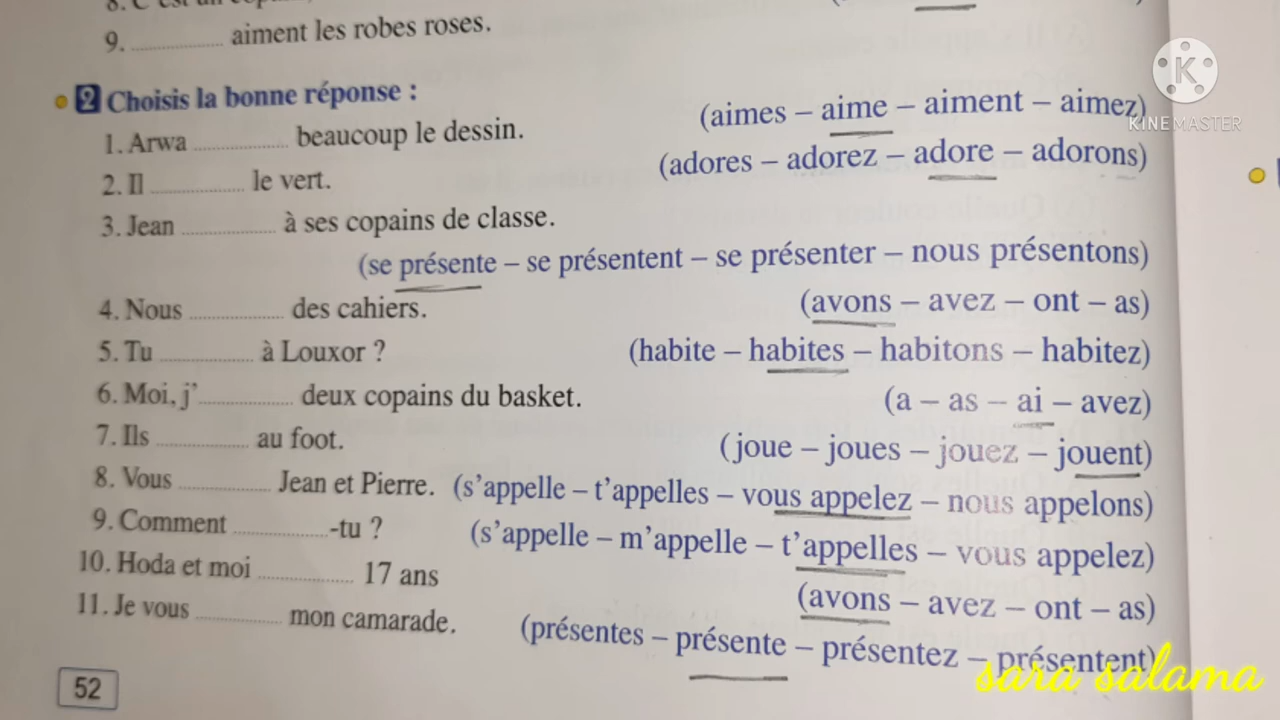 8. C'est un
9. ............ aiment les robes roses.
2 Choisis la bonne réponse :
1. Arwa ............ beaucoup le dessin. (aimes – aime – aiment – aimez)
2. Il ............ le vert. (adores – adorez – adore – adorons)
3. Jean ............ à ses copains de classe.
(se présente – se présentent – se présenter – nous présentons)
4. Nous ............ des cahiers. (avons – avez – ont – as)
5. Tu ............ à Louxor ? (habite – habites – habitons – habitez)
6. Moi, j' ............ deux copains du basket. (a – as – ai – avez)
7. Ils ............ au foot. (joue – joues – jouez – jouent)
8. Vous ............ Jean et Pierre. (s'appelle – t'appelles – vous appelez – nous appelons)
9. Comment ............-tu ? (s'appelle – m'appelle – t'appelles – vous appelez)
10. Hoda et moi ............ 17 ans (avons – avez – ont – as)
11. Je vous ............ mon camarade. (présentes – présente – présentez – présentent)
52
K
KINEMASTER
sara salama